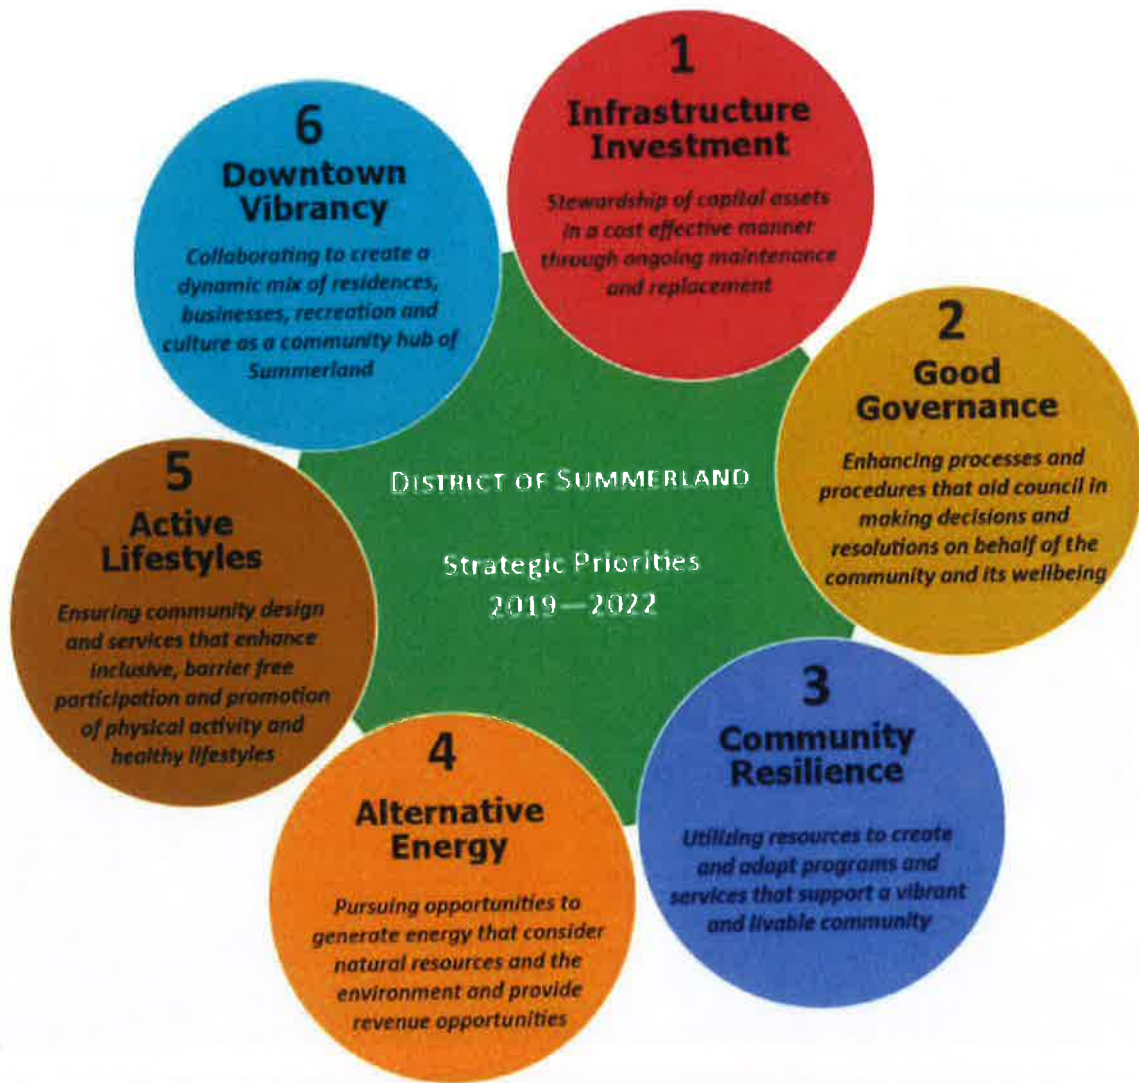 DISTRICT OF SUMMERLAND
Strategic Priorities
2019—2022
1
Infrastructure
Investment
Stewardship of capital assets
in a cost effective manner
through ongoing maintenance
and replacement
2
Good
Governance
Enhancing processes and
procedures that aid council in
making decisions and
resolutions on behalf of the
community and its wellbeing
3
Community
Resilience
Utilizing resources to create
and adapt programs and
services that support a vibrant
and livable community
4
Alternative
Energy
Pursuing opportunities to
generate energy that consider
natural resources and the
environment and provide
revenue opportunities
5
Active
Lifestyles
Ensuring community design
and services that enhance
inclusive, barrier free
participation and promotion
of physical activity and
healthy lifestyles
6
Downtown
Vibrancy
Collaborating to create a
dynamic mix of residences,
businesses, recreation and
culture as a community hub of
Summerland